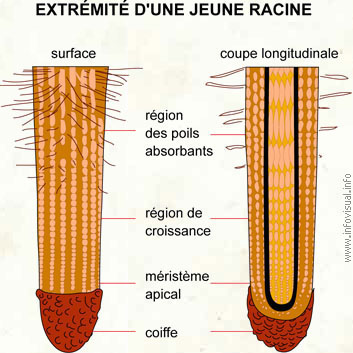 EXTRÉMITÉ D'UNE JEUNE RACINE
surface
coupe longitudinale
région
des poils
absorbants
région de
croissance
méristème
apical
coiffe
www.infovisual.info